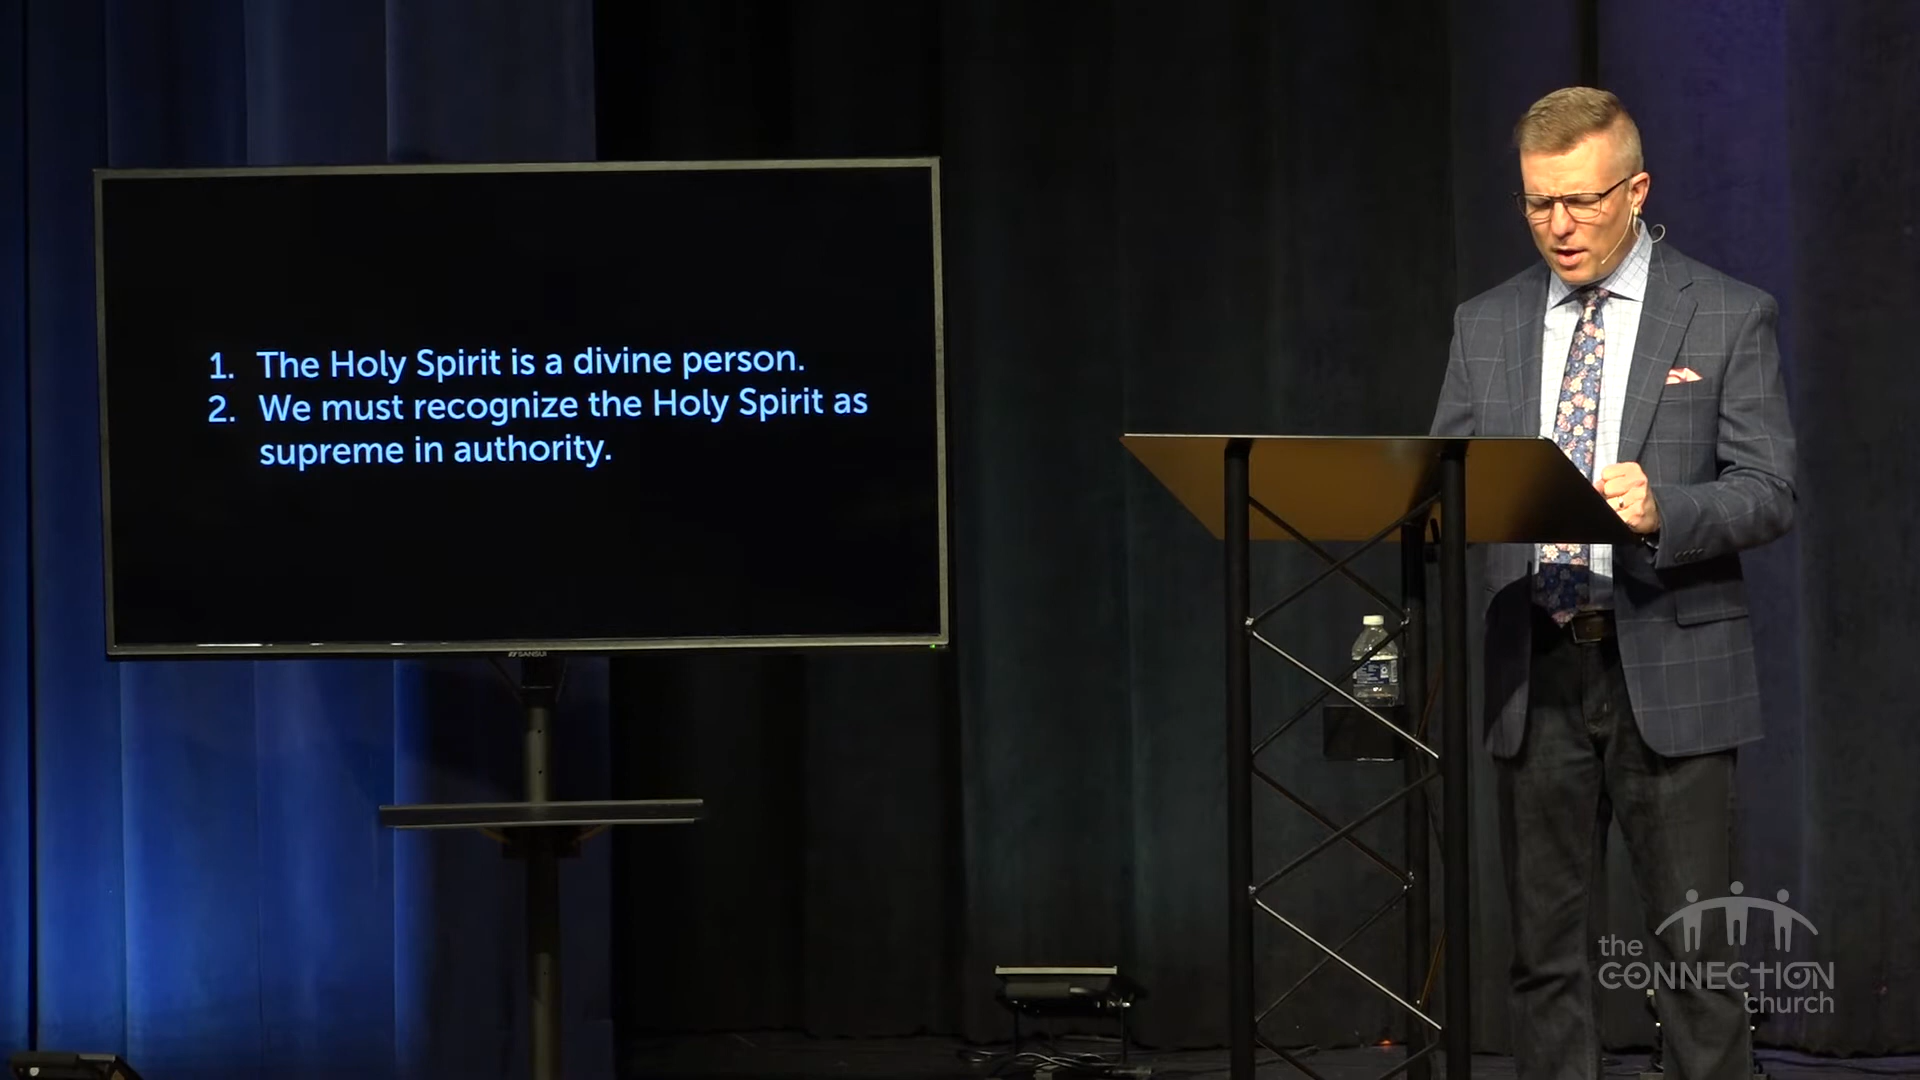 1. The Holy Spirit is a divine person.
2. We must recognize the Holy Spirit as
supreme in authority.
SANSUI
the
CONNECTION
church